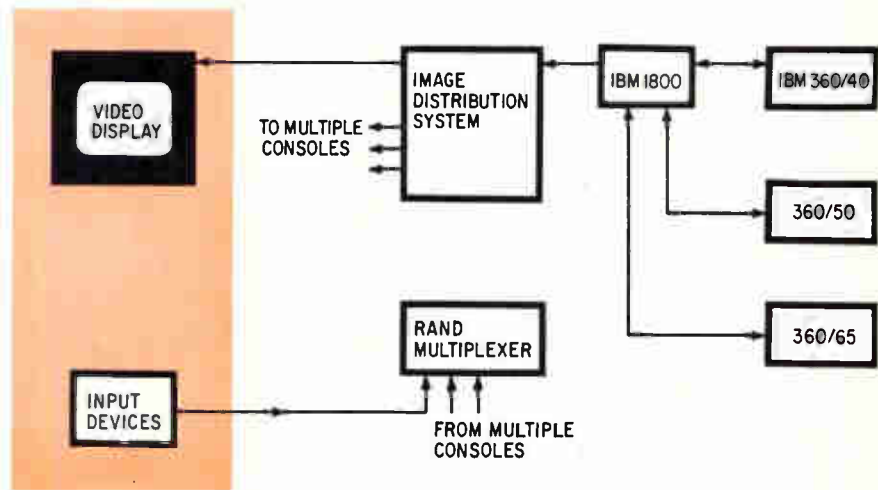 VIDEO
DISPLAY
TO MULTIPLE
CONSOLES
IMAGE
DISTRIBUTION
SYSTEM
IBM 1800
IBM 360/40
360/50
360/65
RAND
MULTIPLEXER
INPUT
DEVICES
FROM MULTIPLE
CONSOLES